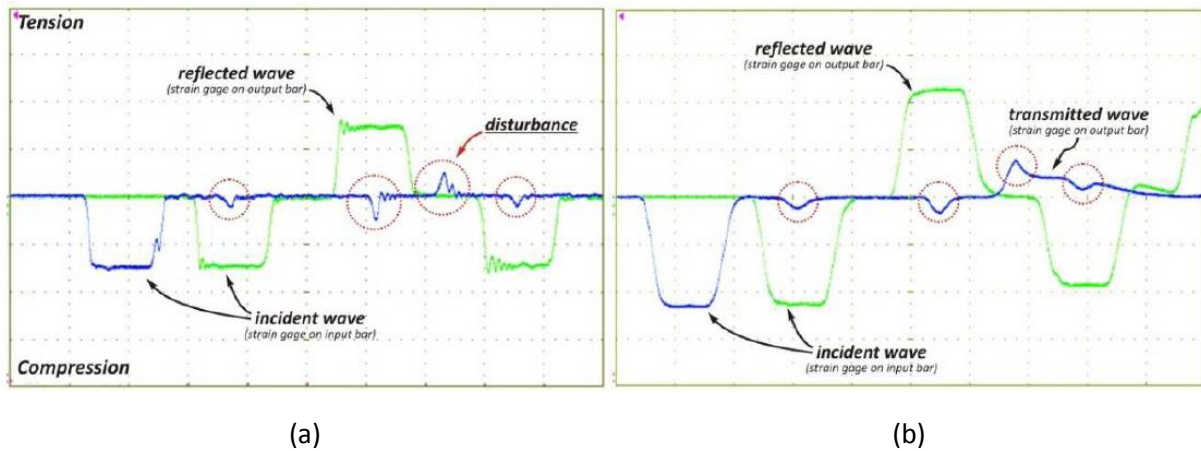 Tension
reflected wave
(strain gage on output bar)
disturbance
incident wave
(strain gage on input bar)
Compression
reflected wave
(strain gage on output bar)
transmitted wave
(strain gage on output bar)
incident wave
(strain gage on input bar)
(a)
(b)